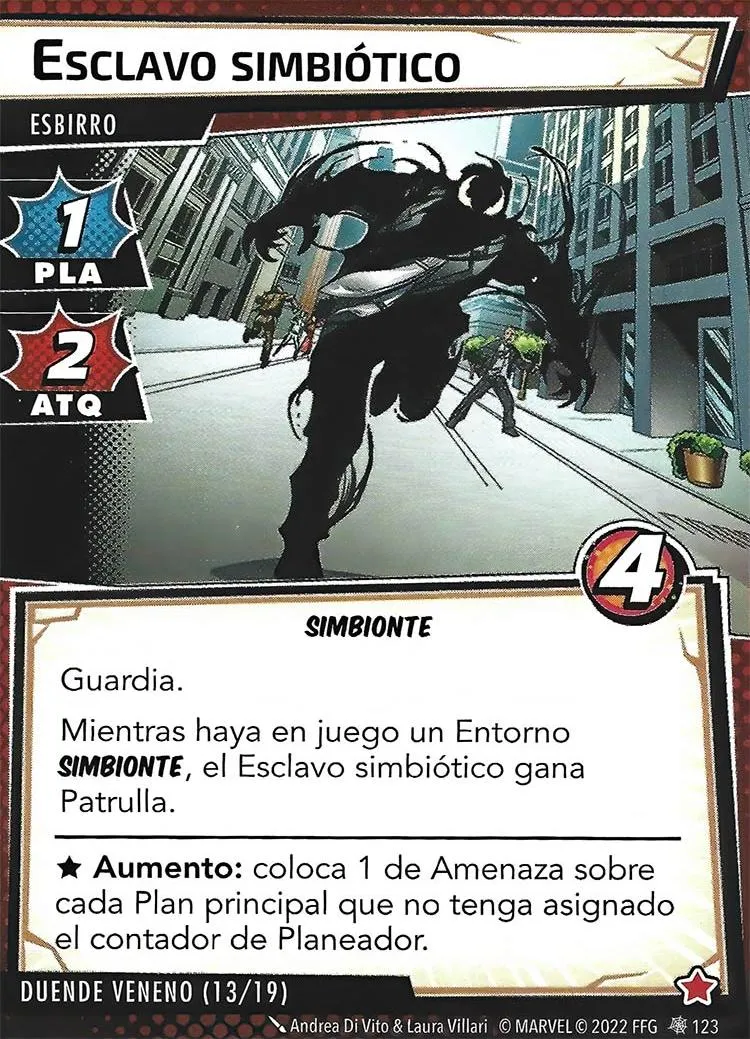 ESCLAVO SIMBIÓTICO
ESBIRRO
1
PLA
2
ATQ
4
SIMBIONTE
Guardia.
Mientras haya en juego un Entorno
SIMBIONTE, el Esclavo simbiótico gana
Patrulla.
★ Aumento: coloca 1 de Amenaza sobre
cada Plan principal que no tenga asignado
el contador de Planeador.
DUENDE VENENO (13/19)
Andrea Di Vito & Laura Villari © MARVEL © 2022 FFG 123